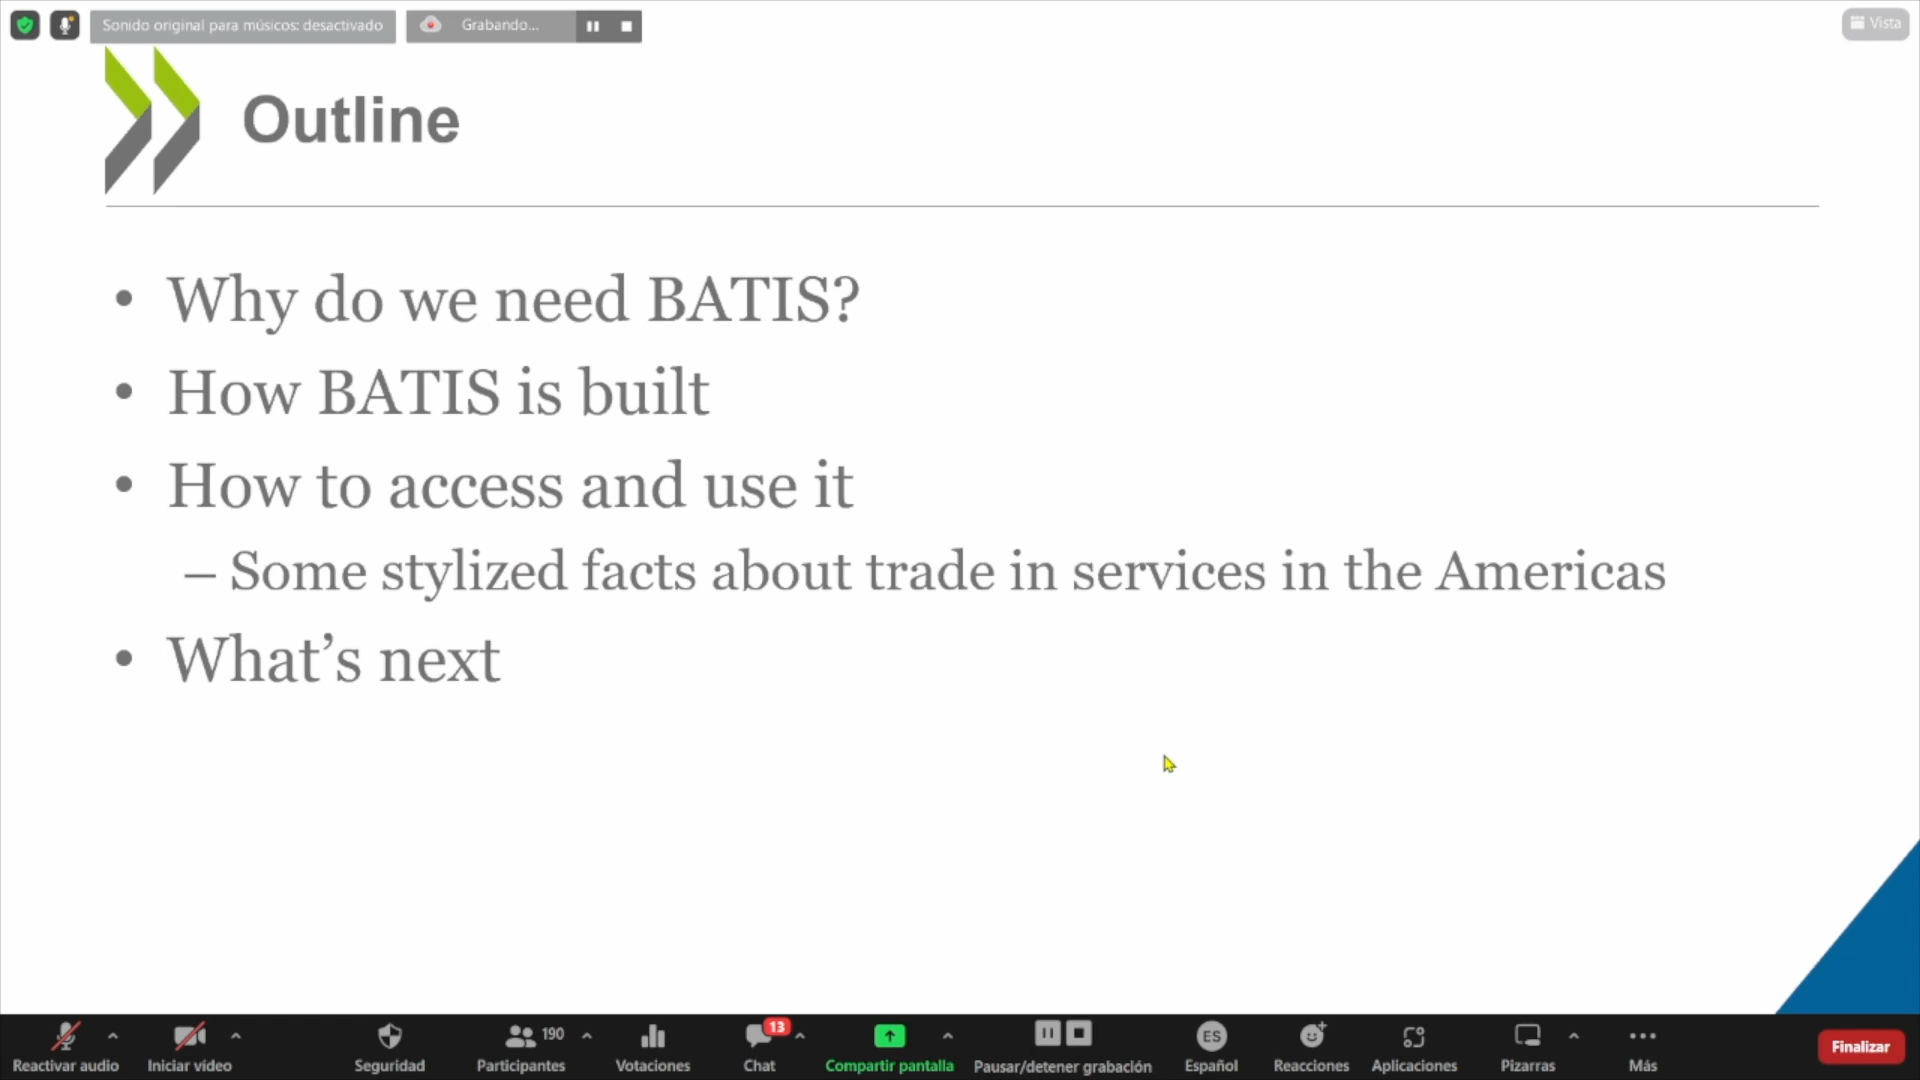 Sonido original para músicos: desactivado
Grabando...
Vista
Outline
• Why do we need BATIS?
• How BATIS is built
• How to access and use it
– Some stylized facts about trade in services in the Americas
• What's next
190
13
ES
Reactivar audio
Iniciar vídeo
Seguridad
Participantes
Votaciones
Chat
Compartir pantalla
Pausar/detener grabación
Español
Reacciones
Aplicaciones
Pizarras
Más
Finalizar